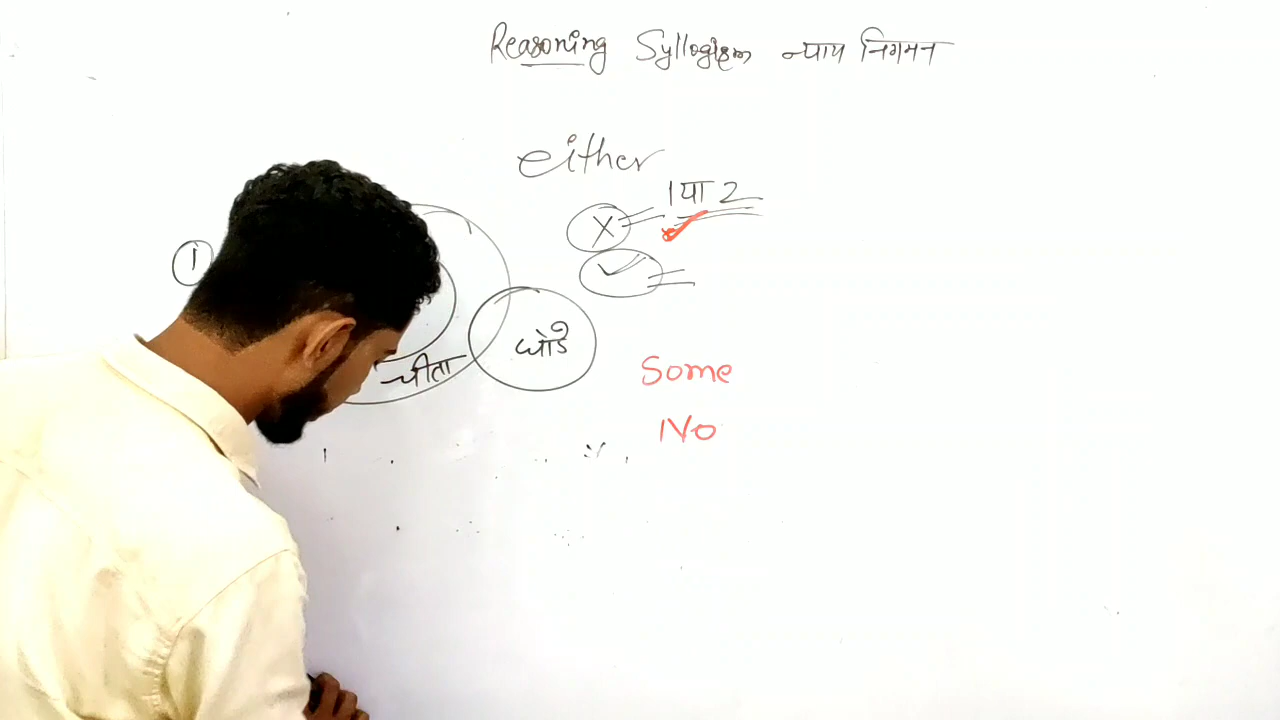 Reasoning Syllogism न्याय निगमन
either
1 या 2
1
चीता
घोड़े
Some
No